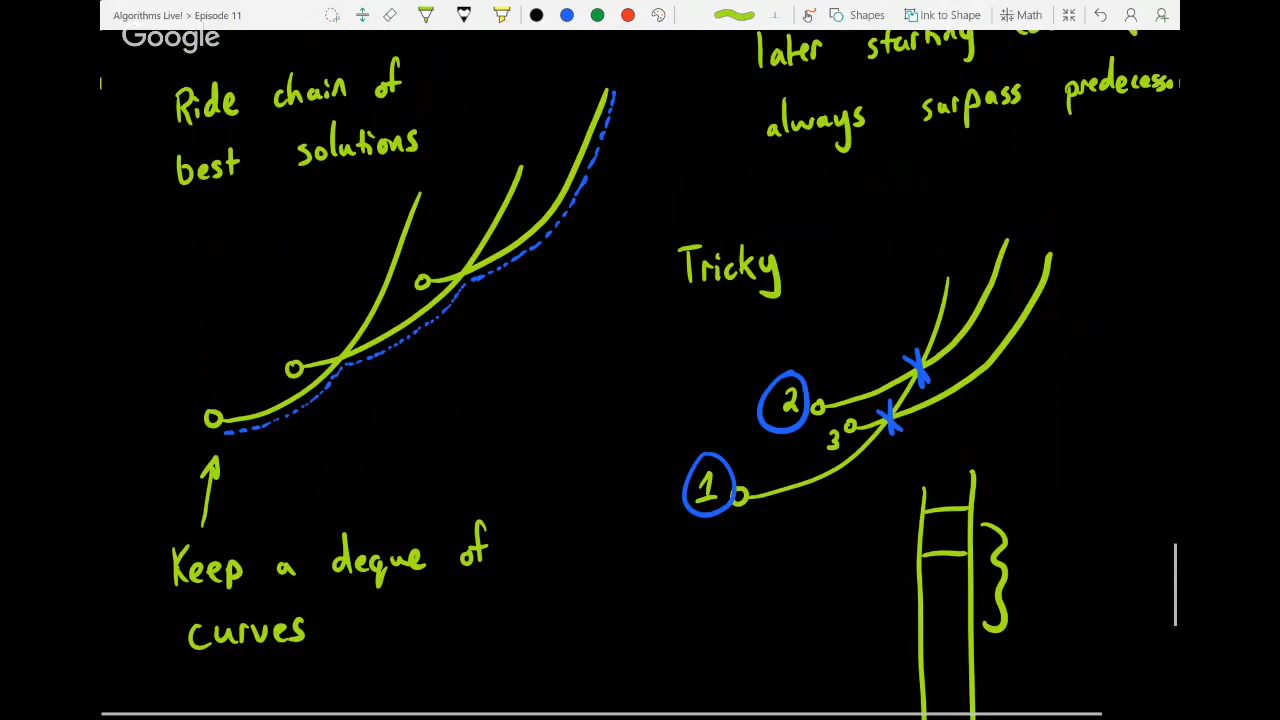 Algorithms Live! > Episode 11
Shapes
Ink to Shape
Math
Google
Ride chain of
best solutions
later starting
always surpass predecesso
Tricky
2
3
1
Keep a deque of
curves